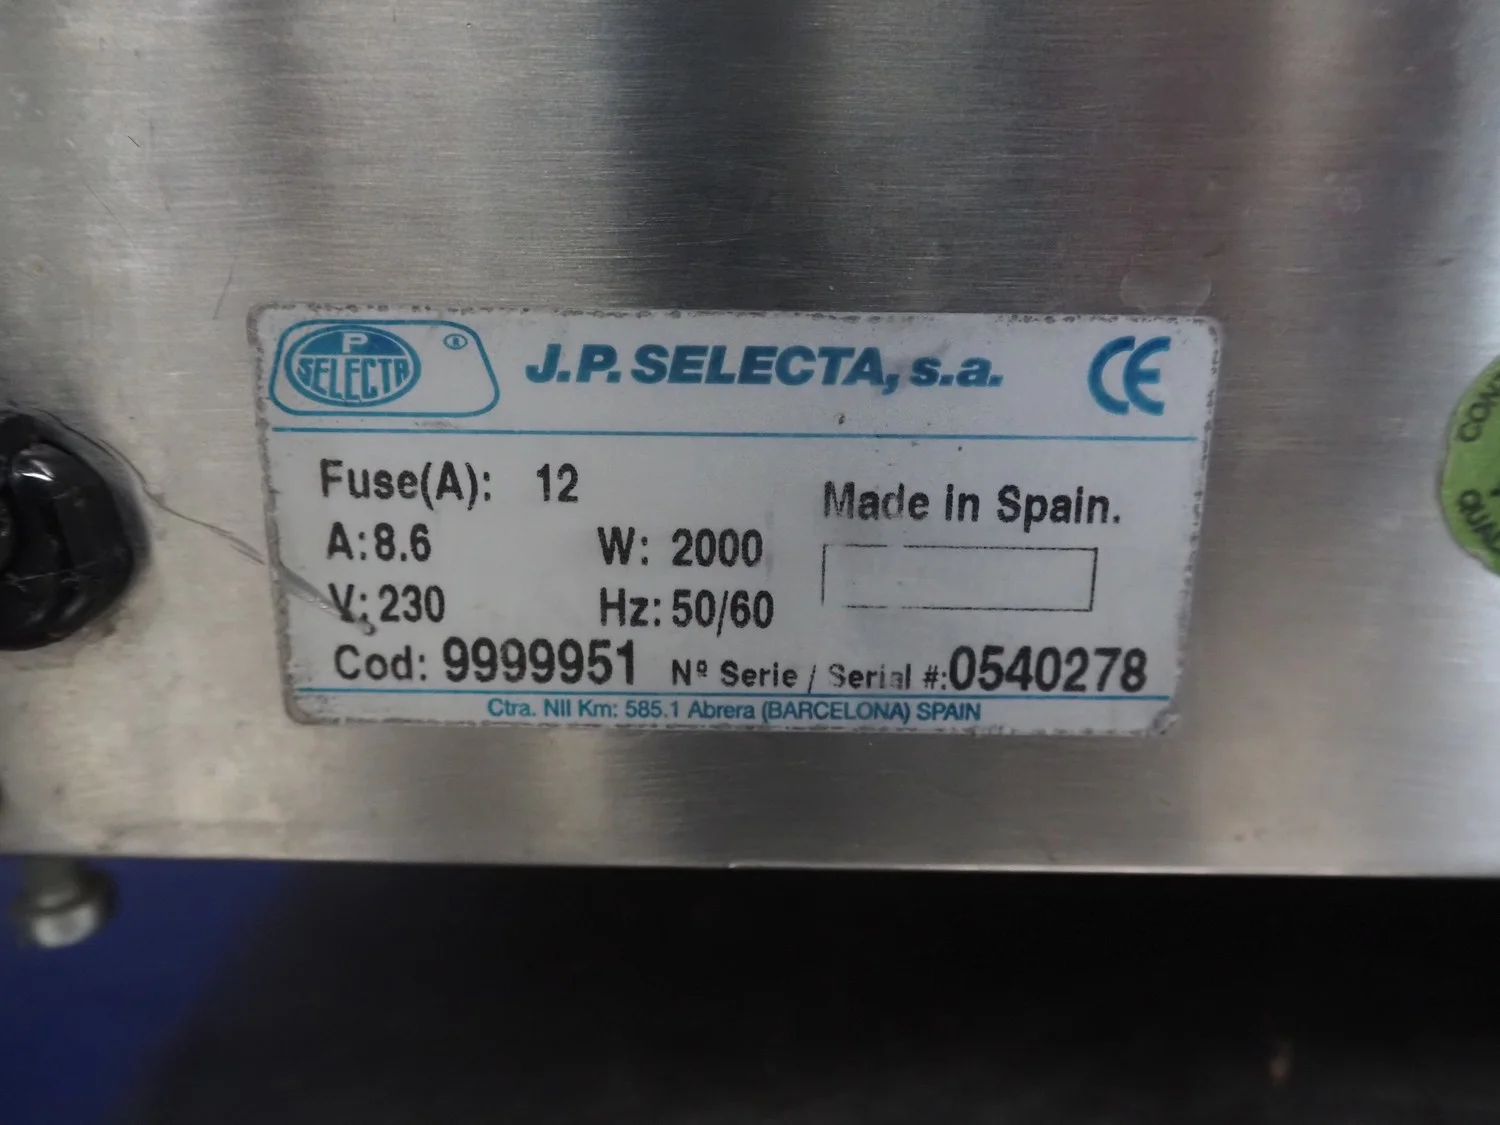 P
SELECTA
®
J.P. SELECTA, s.a.
CE
Fuse(A): 12
Made in Spain.
A:8.6 W: 2000
V: 230 Hz: 50/60
Cod: 9999951 Nº Serie / Serial #:0540278
Ctra. NII Km: 585.1 Abrera (BARCELONA) SPAIN